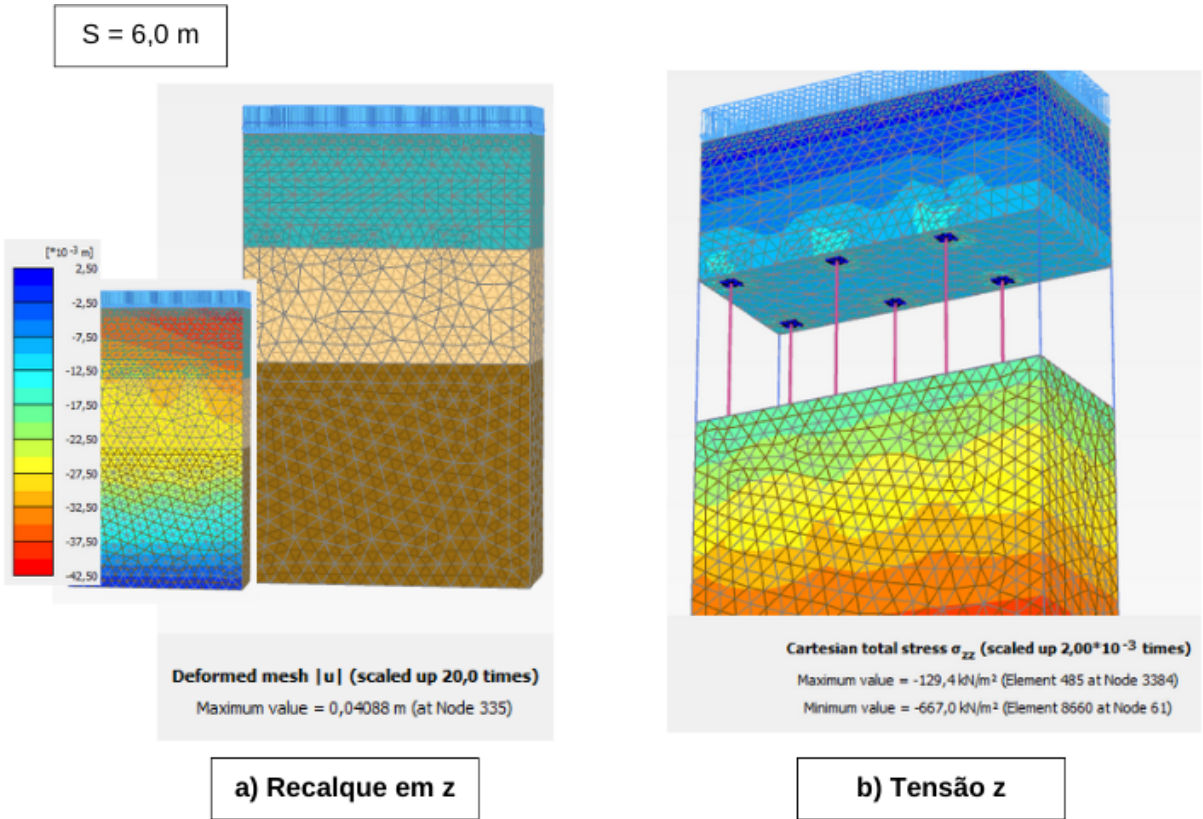 S = 6,0 m
[*10⁻³ m]
2,50
-2,50
-7,50
-12,50
-17,50
-22,50
-27,50
-32,50
-37,50
-42,50
Deformed mesh |u| (scaled up 20,0 times)
Maximum value = 0,04088 m (at Node 335)
a) Recalque em z
Cartesian total stress σzz (scaled up 2,00*10⁻³ times)
Maximum value = -129,4 kN/m² (Element 485 at Node 3384)
Minimum value = -667,0 kN/m² (Element 8660 at Node 61)
b) Tensão z